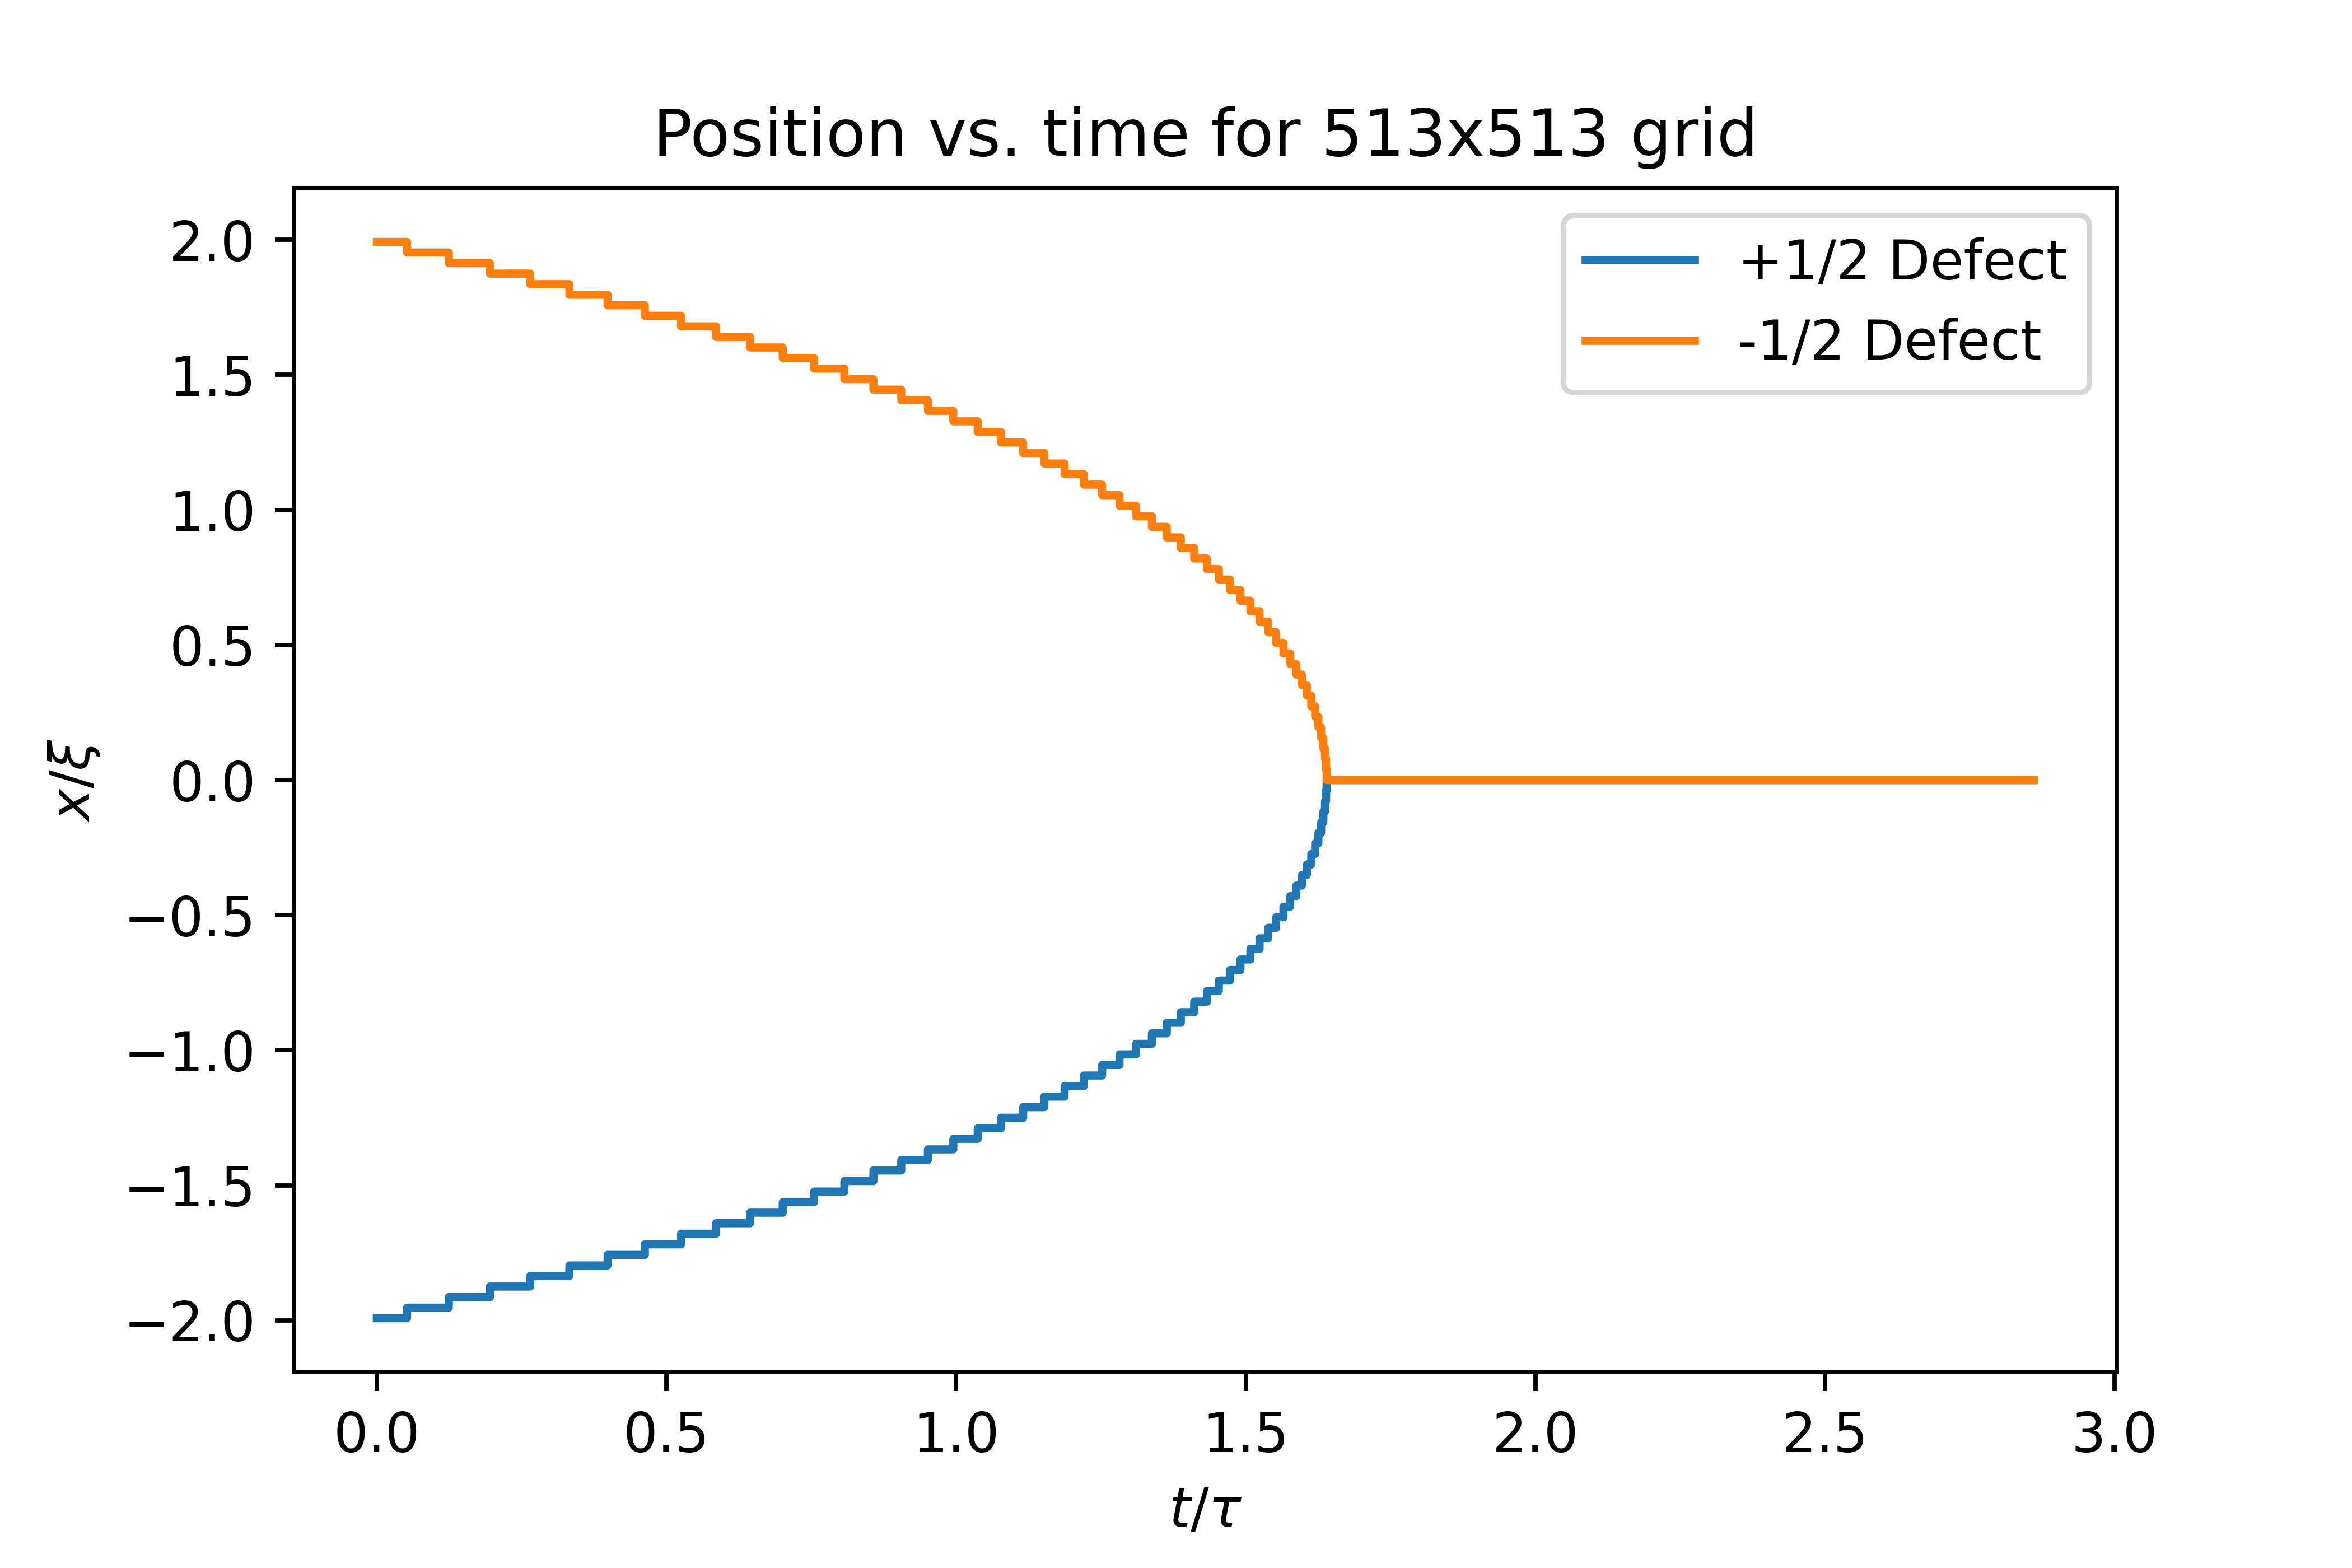 Position vs. time for 513x513 grid
+1/2 Defect
-1/2 Defect
2.0
1.5
1.0
0.5
0.0
−0.5
−1.0
−1.5
−2.0
x/ξ
0.0 0.5 1.0 1.5 2.0 2.5 3.0
t/τ